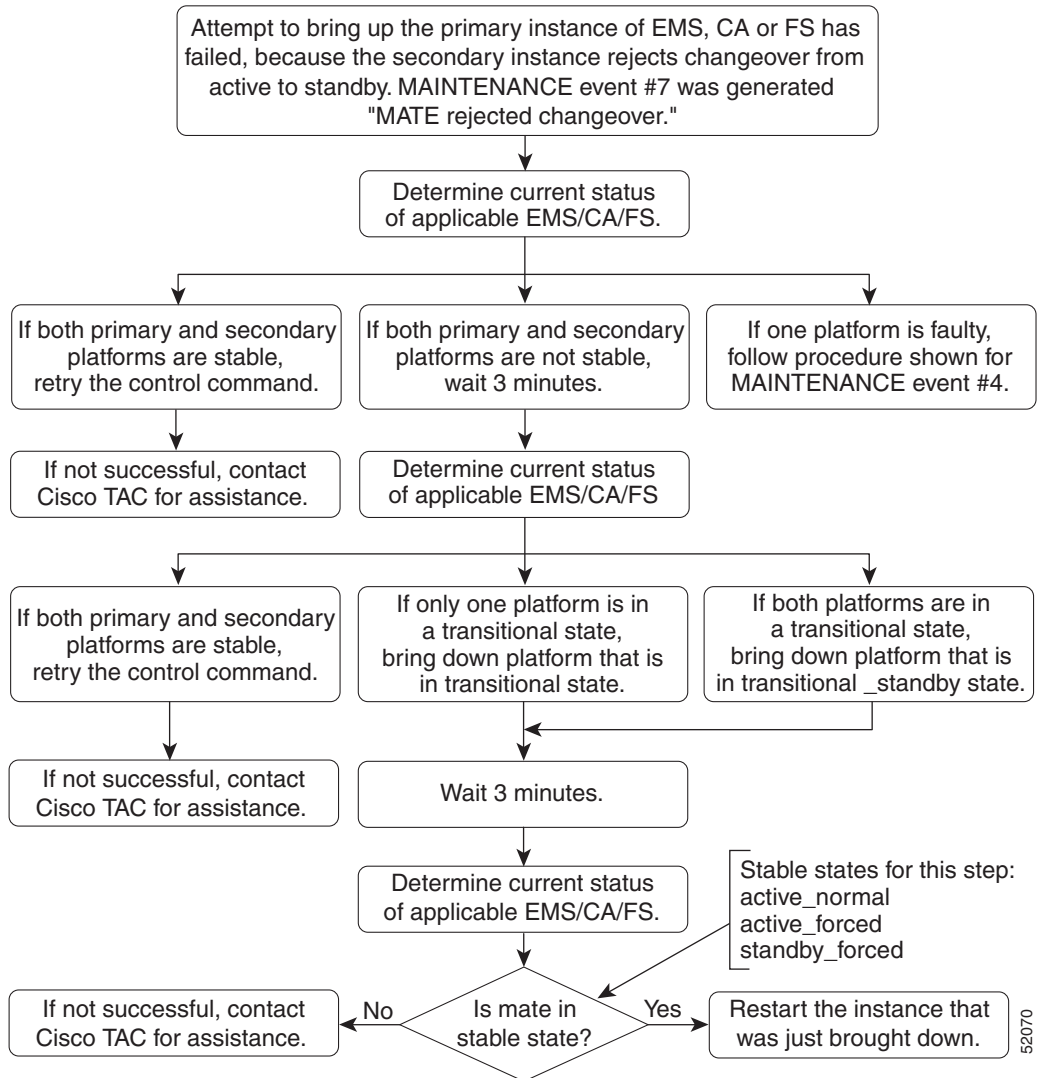 Attempt to bring up the primary instance of EMS, CA or FS has
failed, because the secondary instance rejects changeover from
active to standby. MAINTENANCE event #7 was generated
"MATE rejected changeover."
Determine current status
of applicable EMS/CA/FS.
If both primary and secondary
platforms are stable,
retry the control command.
If both primary and secondary
platforms are not stable,
wait 3 minutes.
If one platform is faulty,
follow procedure shown for
MAINTENANCE event #4.
If not successful, contact
Cisco TAC for assistance.
Determine current status
of applicable EMS/CA/FS
If both primary and secondary
platforms are stable,
retry the control command.
If only one platform is in
a transitional state,
bring down platform that is
in transitional state.
If both platforms are in
a transitional state,
bring down platform that is
in transitional _standby state.
If not successful, contact
Cisco TAC for assistance.
Wait 3 minutes.
Determine current status
of applicable EMS/CA/FS.
Stable states for this step:
active_normal
active_forced
standby_forced
If not successful, contact
Cisco TAC for assistance.
No
Is mate in
stable state?
Yes
Restart the instance that
was just brought down.
52070